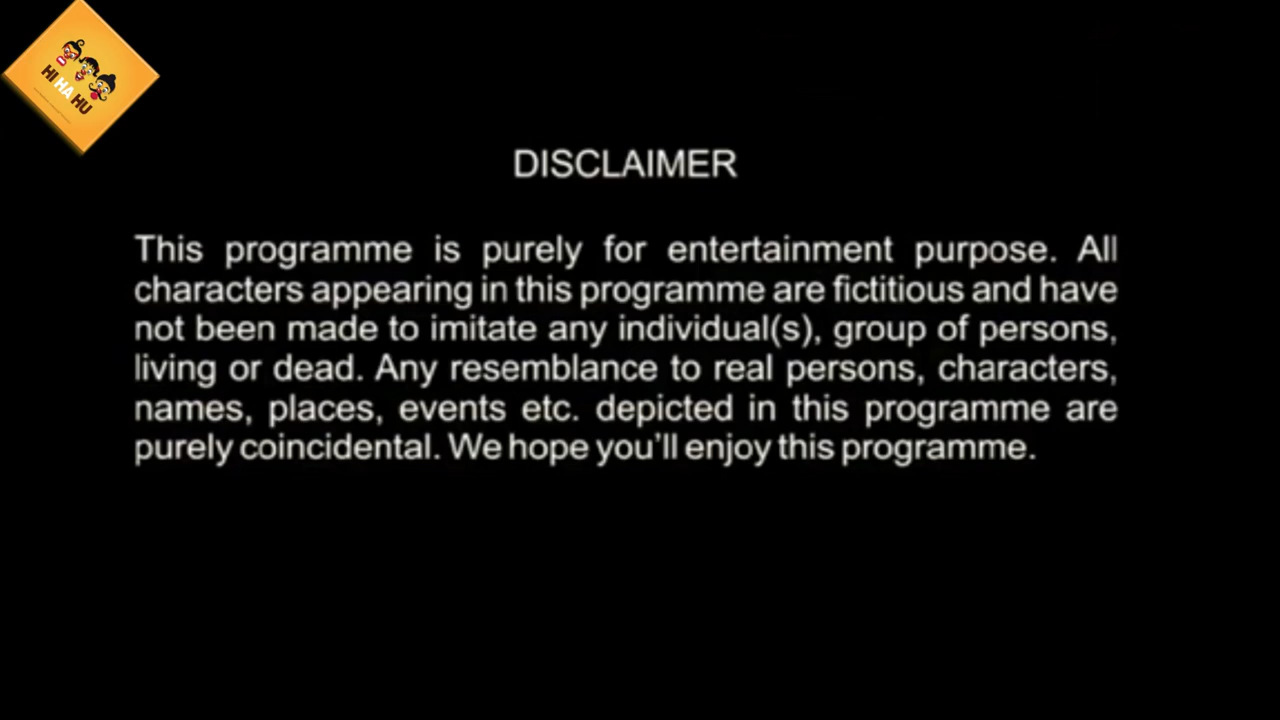 HI HA HU
DISCLAIMER
This programme is purely for entertainment purpose. All
characters appearing in this programme are fictitious and have
not been made to imitate any individual(s), group of persons,
living or dead. Any resemblance to real persons, characters,
names, places, events etc. depicted in this programme are
purely coincidental. We hope you'll enjoy this programme.